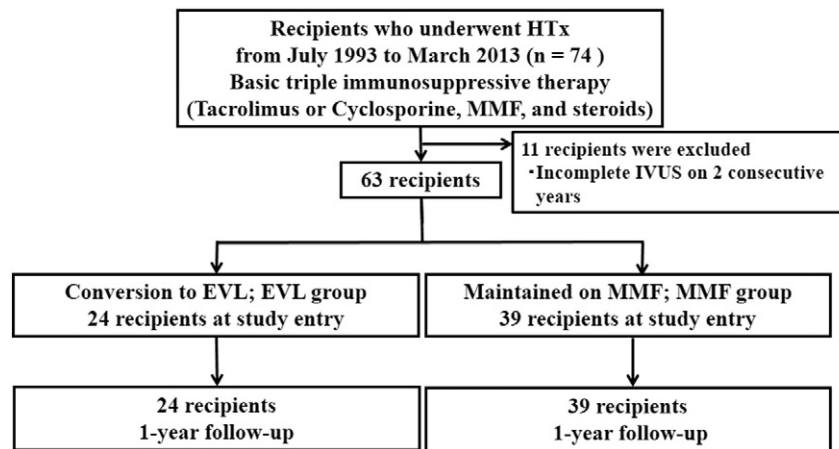 Recipients who underwent HTx
from July 1993 to March 2013 (n = 74 )
Basic triple immunosuppressive therapy
(Tacrolimus or Cyclosporine, MMF, and steroids)
11 recipients were excluded
・Incomplete IVUS on 2 consecutive
years
63 recipients
Conversion to EVL; EVL group
24 recipients at study entry
Maintained on MMF; MMF group
39 recipients at study entry
24 recipients
1-year follow-up
39 recipients
1-year follow-up